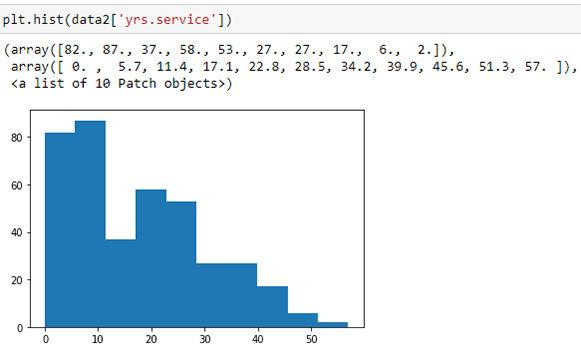 plt.hist(data2['yrs.service'])
(array([82., 87., 37., 58., 53., 27., 27., 17.,  6.,  2.]),
array([ 0. ,  5.7, 11.4, 17.1, 22.8, 28.5, 34.2, 39.9, 45.6, 51.3, 57. ]),
<a list of 10 Patch objects>)
80
60
40
20
0
0 10 20 30 40 50